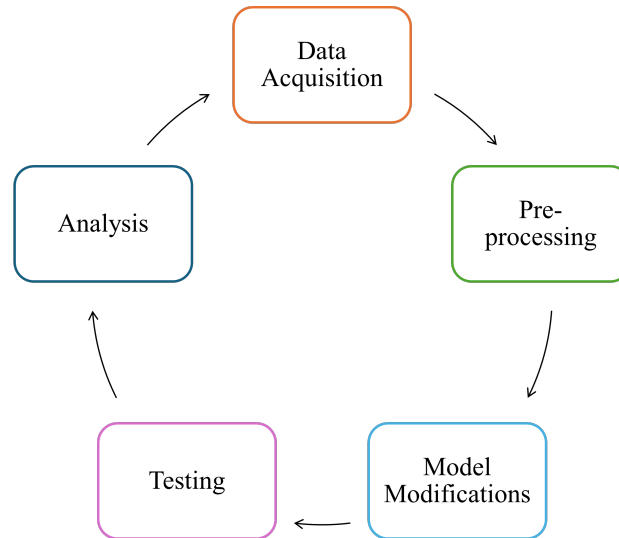 Data
Acquisition
Pre-
processing
Model
Modifications
Testing
Analysis